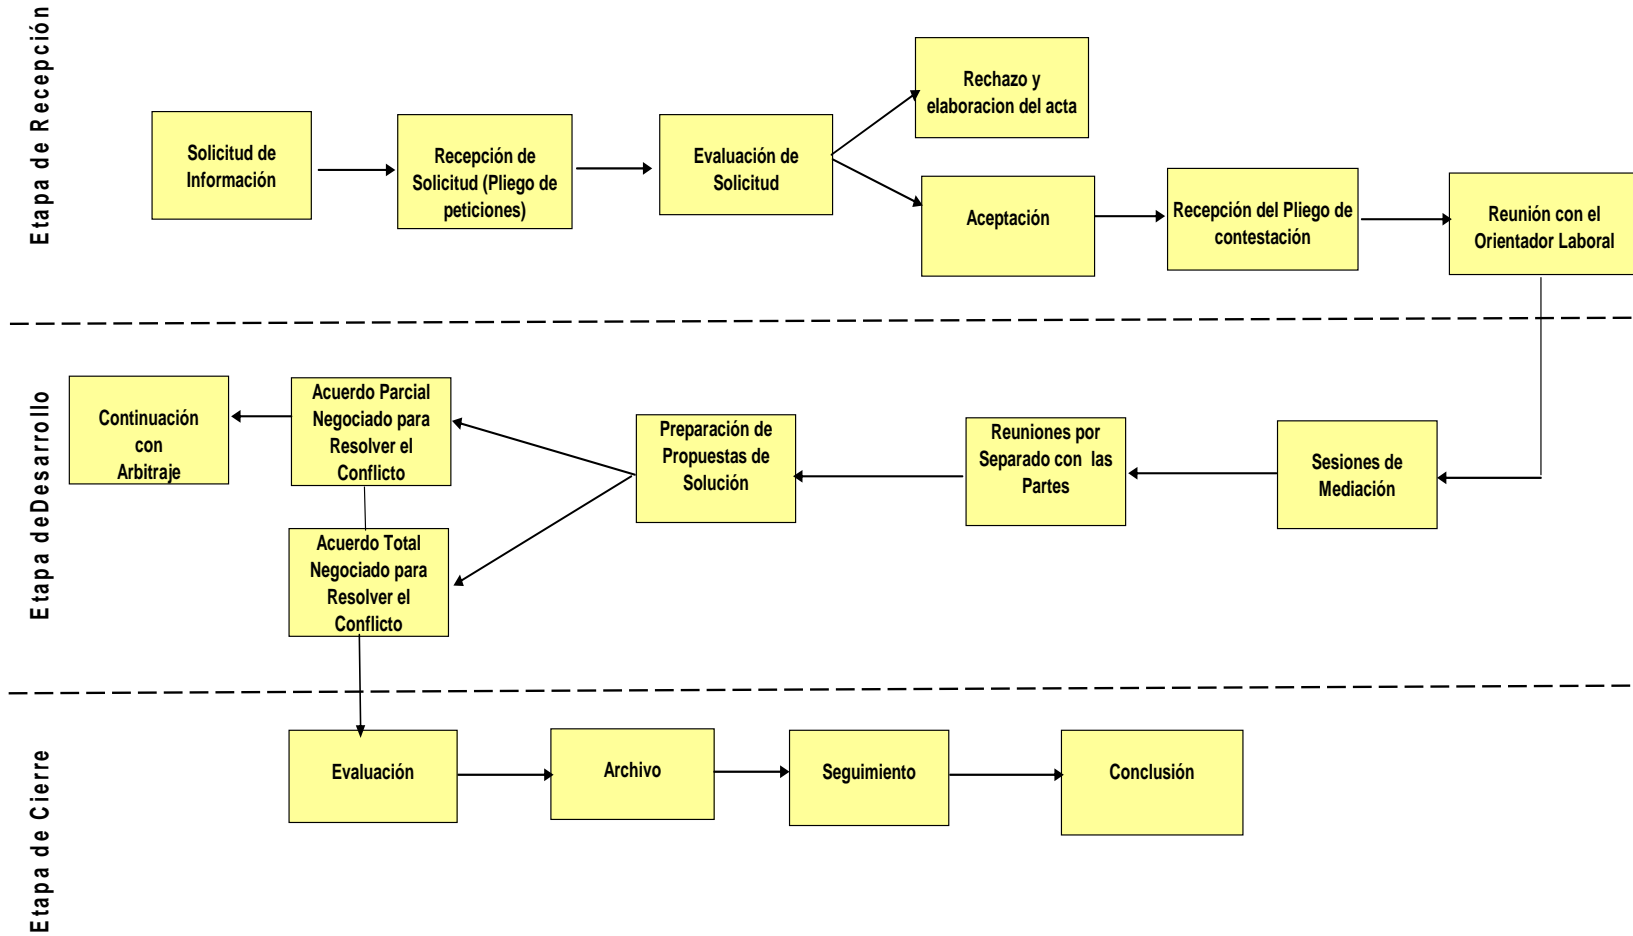 Etapa de Recepción
Solicitud de
Información
Recepción de
Solicitud (Pliego de
peticiones)
Evaluación de
Solicitud
Rechazo y
elaboracion del acta
Aceptación
Recepción del Pliego de
contestación
Reunión con el
Orientador Laboral
Etapa deDesarrollo
Continuación
con
Arbitraje
Acuerdo Parcial
Negociado para
Resolver el
Conflicto
Acuerdo Total
Negociado para
Resolver el
Conflicto
Preparación de
Propuestas de
Solución
Reuniones por
Separado con las
Partes
Sesiones de
Mediación
Etapa de Cierre
Evaluación
Archivo
Seguimiento
Conclusión